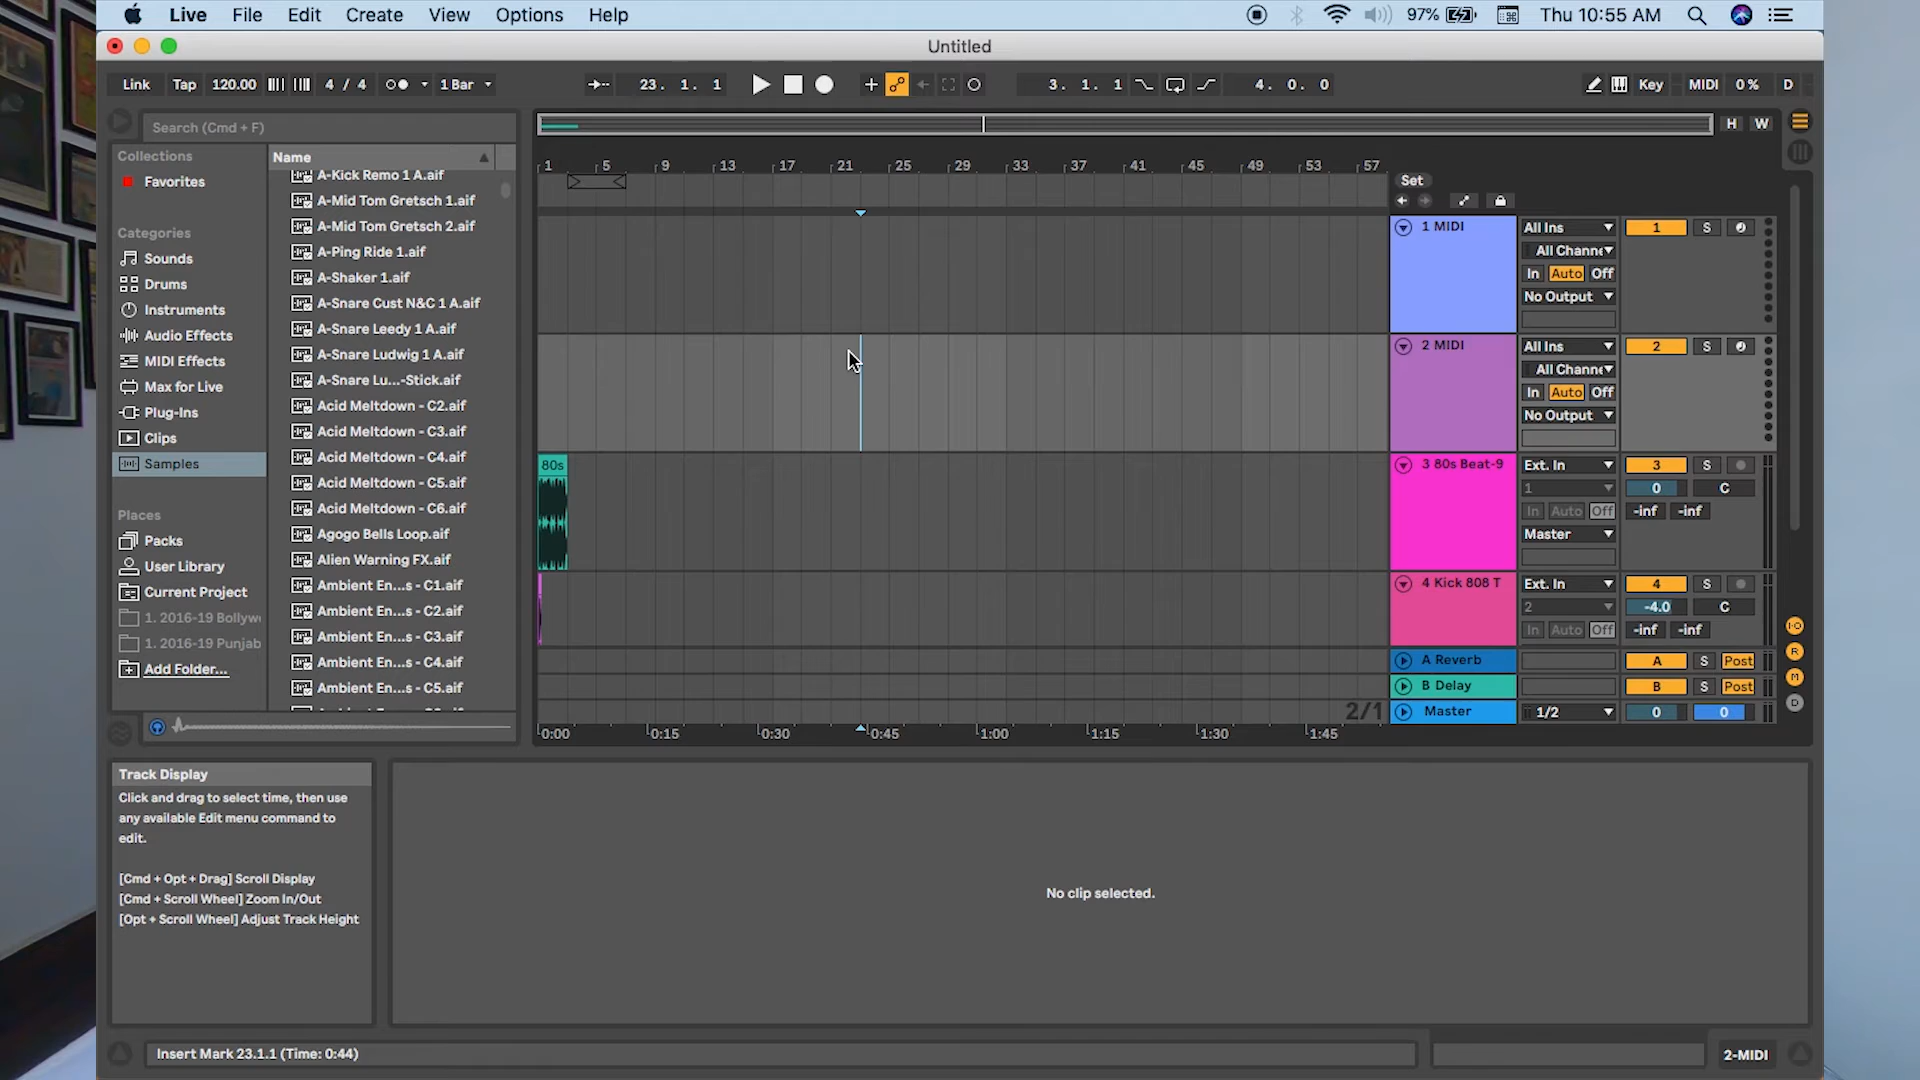 Live File Edit Create View Options Help 97% Thu 10:55 AM
Untitled
Link Tap 120.00 4 / 4 1 Bar 23. 1. 1 3. 1. 1 4. 0. 0 Key MIDI 0% D
Search (Cmd + F)
H W
Collections
Favorites
Categories
Sounds
Drums
Instruments
Audio Effects
MIDI Effects
Max for Live
Plug-Ins
Clips
Samples
Places
Packs
User Library
Current Project
1. 2016-19 Bollyw
1. 2016-19 Punjab
Add Folder...
Name
A-Kick Remo 1 A.aif
A-Mid Tom Gretsch 1.aif
A-Mid Tom Gretsch 2.aif
A-Ping Ride 1.aif
A-Shaker 1.aif
A-Snare Cust N&C 1 A.aif
A-Snare Leedy 1 A.aif
A-Snare Ludwig 1 A.aif
A-Snare Lu...-Stick.aif
Acid Meltdown - C2.aif
Acid Meltdown - C3.aif
Acid Meltdown - C4.aif
Acid Meltdown - C5.aif
Acid Meltdown - C6.aif
Agogo Bells Loop.aif
Alien Warning FX.aif
Ambient En...s - C1.aif
Ambient En...s - C2.aif
Ambient En...s - C3.aif
Ambient En...s - C4.aif
Ambient En...s - C5.aif
1 5 9 13 17 21 25 29 33 37 41 45 49 53 57
Set
1 MIDI All Ins 1 S
All Channe
In Auto Off
No Output
2 MIDI All Ins 2 S
All Channe
In Auto Off
No Output
80s
3 80s Beat-9 Ext. In 3 S
1 0 C
In Auto Off -inf -inf
Master
4 Kick 808 T Ext. In 4 S
2 -4.0 C
In Auto Off -inf -inf
A Reverb A S Post
B Delay B S Post
2/1 Master 1/2 0 0
I·O
R
M
D
0:00 0:15 0:30 0:45 1:00 1:15 1:30 1:45
Track Display
Click and drag to select time, then use
any available Edit menu command to
edit.
[Cmd + Opt + Drag] Scroll Display
[Cmd + Scroll Wheel] Zoom In/Out
[Opt + Scroll Wheel] Adjust Track Height
No clip selected.
Insert Mark 23.1.1 (Time: 0:44)
2-MIDI